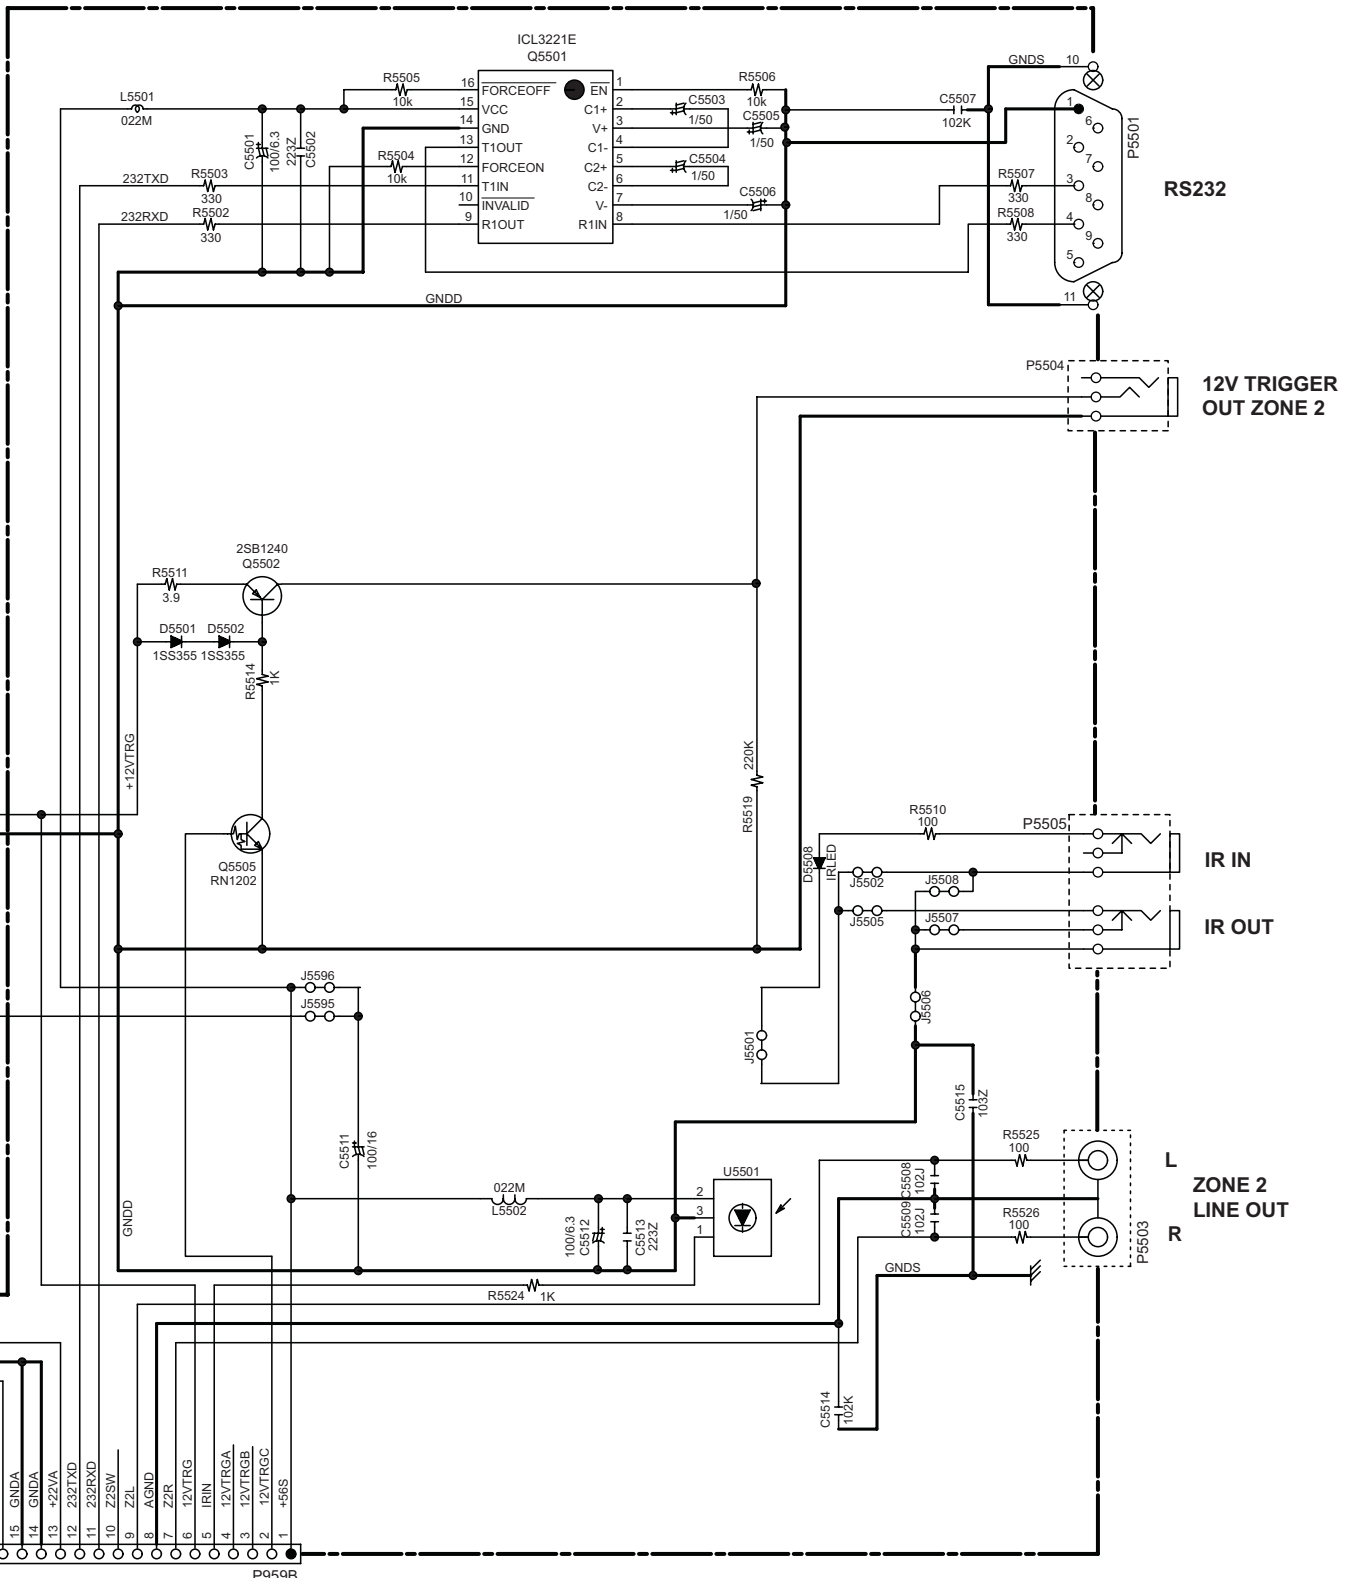 ICL3221E
Q5501
GNDS
10
L5501
022M
R5505
10k
16
FORCEOFF
EN
1
R5506
10k
15
VCC
C1+
2
C5503
1/50
14
GND
V+
3
C5505
1/50
13
T1OUT
C1-
4
12
FORCEON
C2+
5
C5504
1/50
11
T1IN
C2-
6
10
INVALID
V-
7
C5506
1/50
9
R1OUT
R1IN
8
C5501
100/6.3
223Z
C5502
R5504
10k
232TXD
R5503
330
232RXD
R5502
330
C5507
102K
R5507
330
R5508
330
1
6
2
7
3
8
4
9
5
11
P5501
RS232
GNDD
P5504
12V TRIGGER
OUT ZONE 2
2SB1240
Q5502
R5511
3.9
D5501
1SS355
D5502
1SS355
R5514
1K
+12VTRG
Q5505
RN1202
220K
R5519
R5510
100
P5505
D5508
IRLED
J5502
J5508
J5505
J5507
IR IN
IR OUT
J5596
J5595
J5501
J5506
C5515
103Z
C5511
100/16
022M
L5502
100/6.3
C5512
C5513
223Z
U5501
2
3
1
R5524
1K
GNDD
C5508
102J
C5509
102J
R5525
100
R5526
100
L
ZONE 2
LINE OUT
R
P5503
GNDS
C5514
102K
15
GNDA
14
GNDA
13
+22VA
12
232TXD
11
232RXD
10
Z2SW
9
Z2L
8
AGND
7
Z2R
6
12VTRG
5
IRIN
4
12VTRGA
3
12VTRGB
2
12VTRGC
1
+56S
P959B